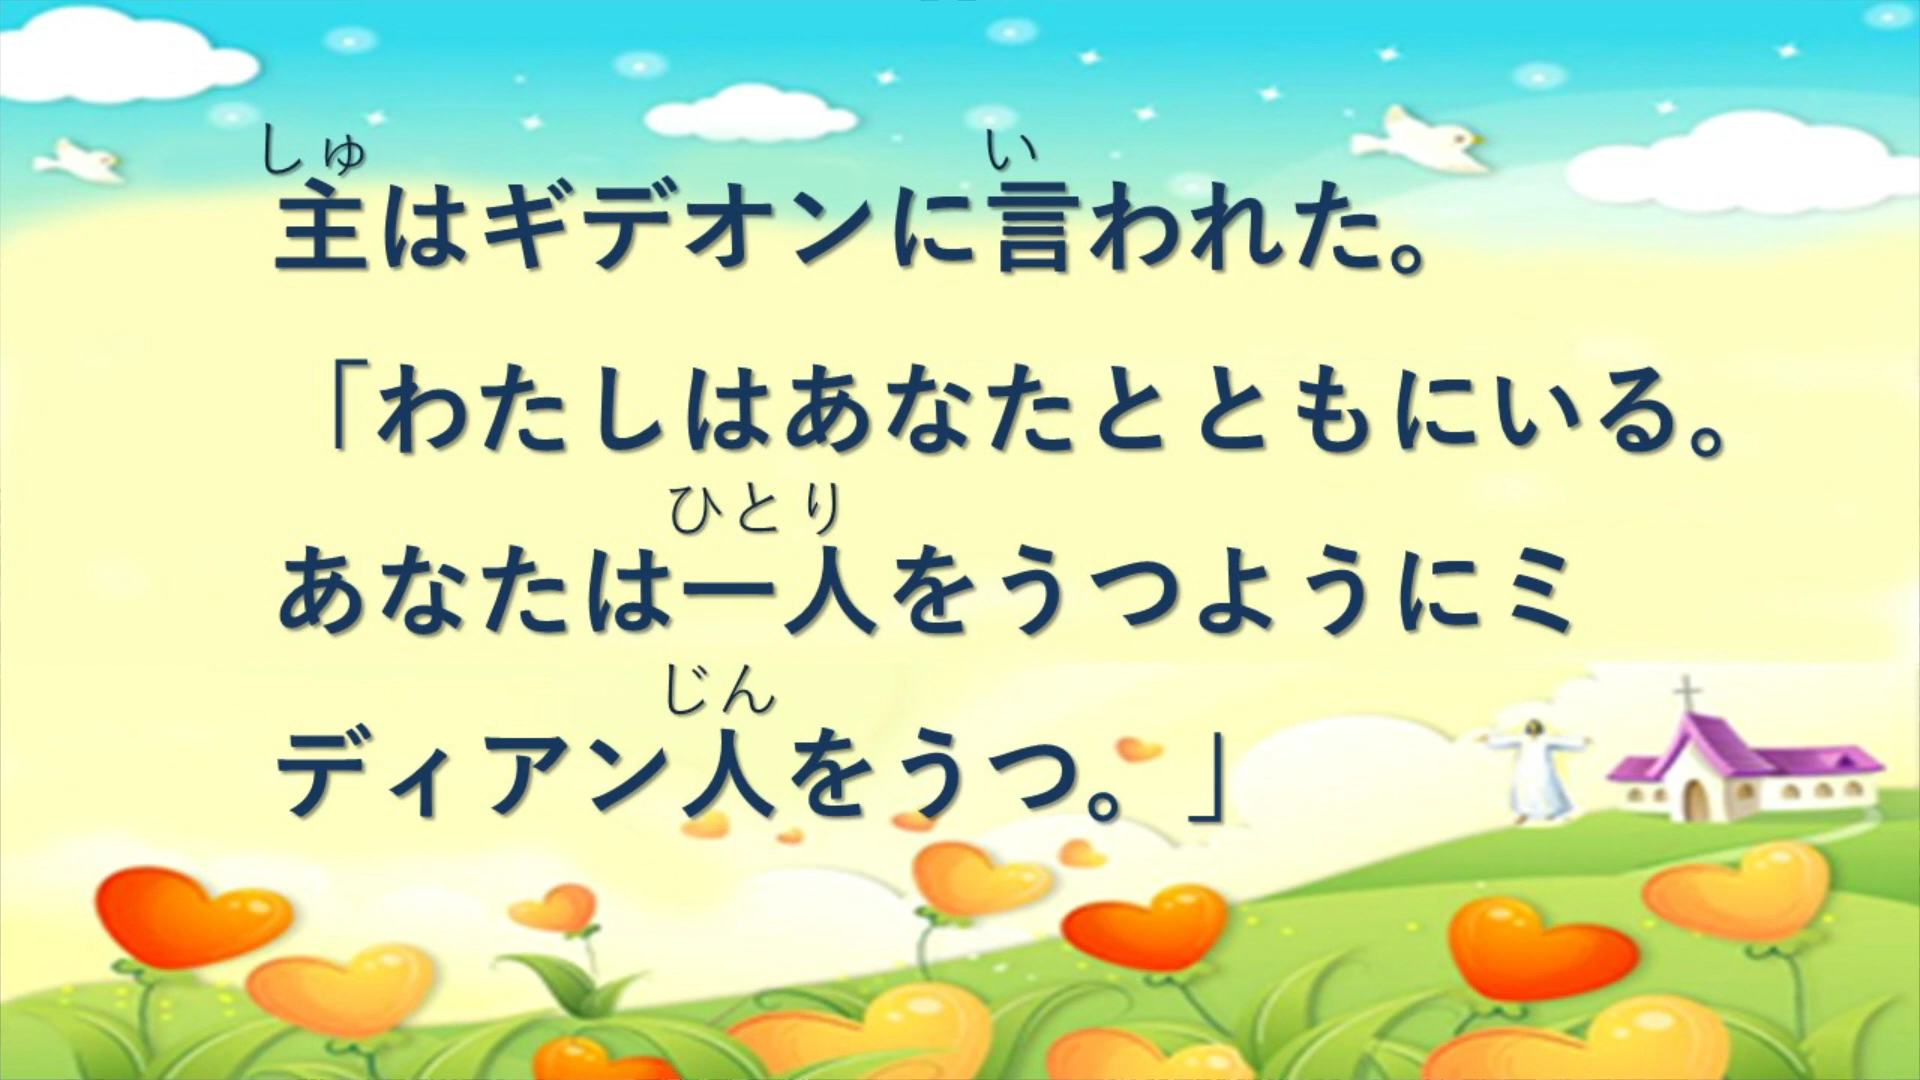 しゅ い
主はギデオンに言われた。
「わたしはあなたとともにいる。
ひとり
あなたは一人をうつようにミ
じん
ディアン人をうつ。」